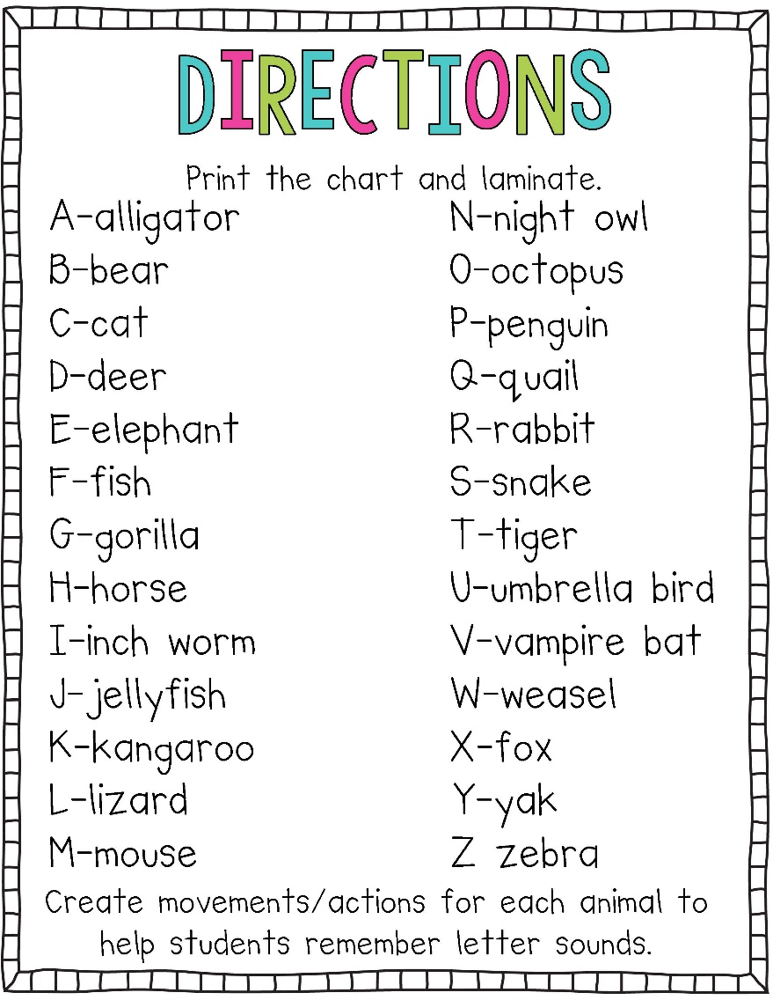 DIRECTIONS
Print the chart and laminate.
A-alligator
B-bear
C-cat
D-deer
E-elephant
F-fish
G-gorilla
H-horse
I-inch worm
J-jellyfish
K-kangaroo
L-lizard
M-mouse
N-night owl
O-octopus
P-penguin
Q-quail
R-rabbit
S-snake
T-tiger
U-umbrella bird
V-vampire bat
W-weasel
X-fox
Y-yak
Z zebra
Create movements/actions for each animal to
help students remember letter sounds.